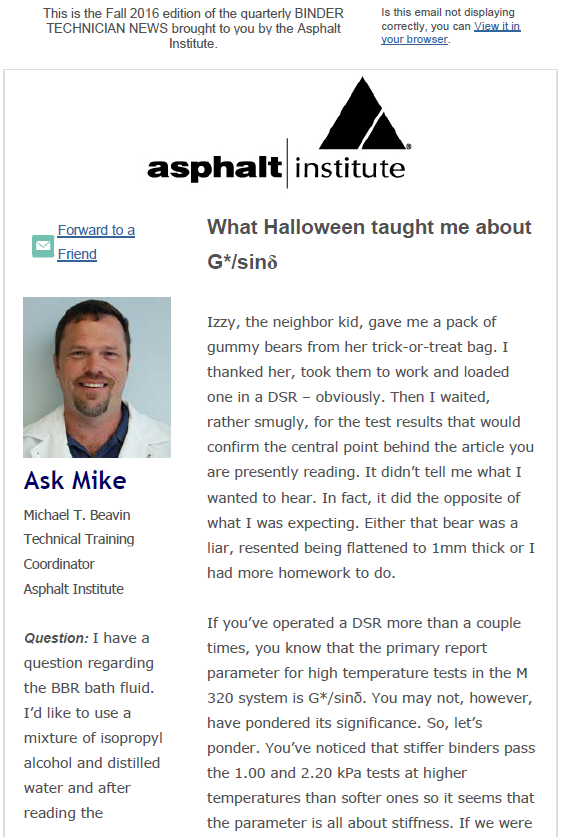 This is the Fall 2016 edition of the quarterly BINDER
TECHNICIAN NEWS brought to you by the Asphalt
Institute.
Is this email not displaying
correctly, you can View it in
your browser.
asphalt institute®
Forward to a
Friend
Ask Mike
Michael T. Beavin
Technical Training
Coordinator
Asphalt Institute
Question: I have a
question regarding
the BBR bath fluid.
I’d like to use a
mixture of isopropyl
alcohol and distilled
water and after
reading the
What Halloween taught me about
G*/sinδ
Izzy, the neighbor kid, gave me a pack of
gummy bears from her trick-or-treat bag. I
thanked her, took them to work and loaded
one in a DSR – obviously. Then I waited,
rather smugly, for the test results that would
confirm the central point behind the article you
are presently reading. It didn’t tell me what I
wanted to hear. In fact, it did the opposite of
what I was expecting. Either that bear was a
liar, resented being flattened to 1mm thick or I
had more homework to do.
If you’ve operated a DSR more than a couple
times, you know that the primary report
parameter for high temperature tests in the M
320 system is G*/sinδ. You may not, however,
have pondered its significance. So, let’s
ponder. You’ve noticed that stiffer binders pass
the 1.00 and 2.20 kPa tests at higher
temperatures than softer ones so it seems that
the parameter is all about stiffness. If we were